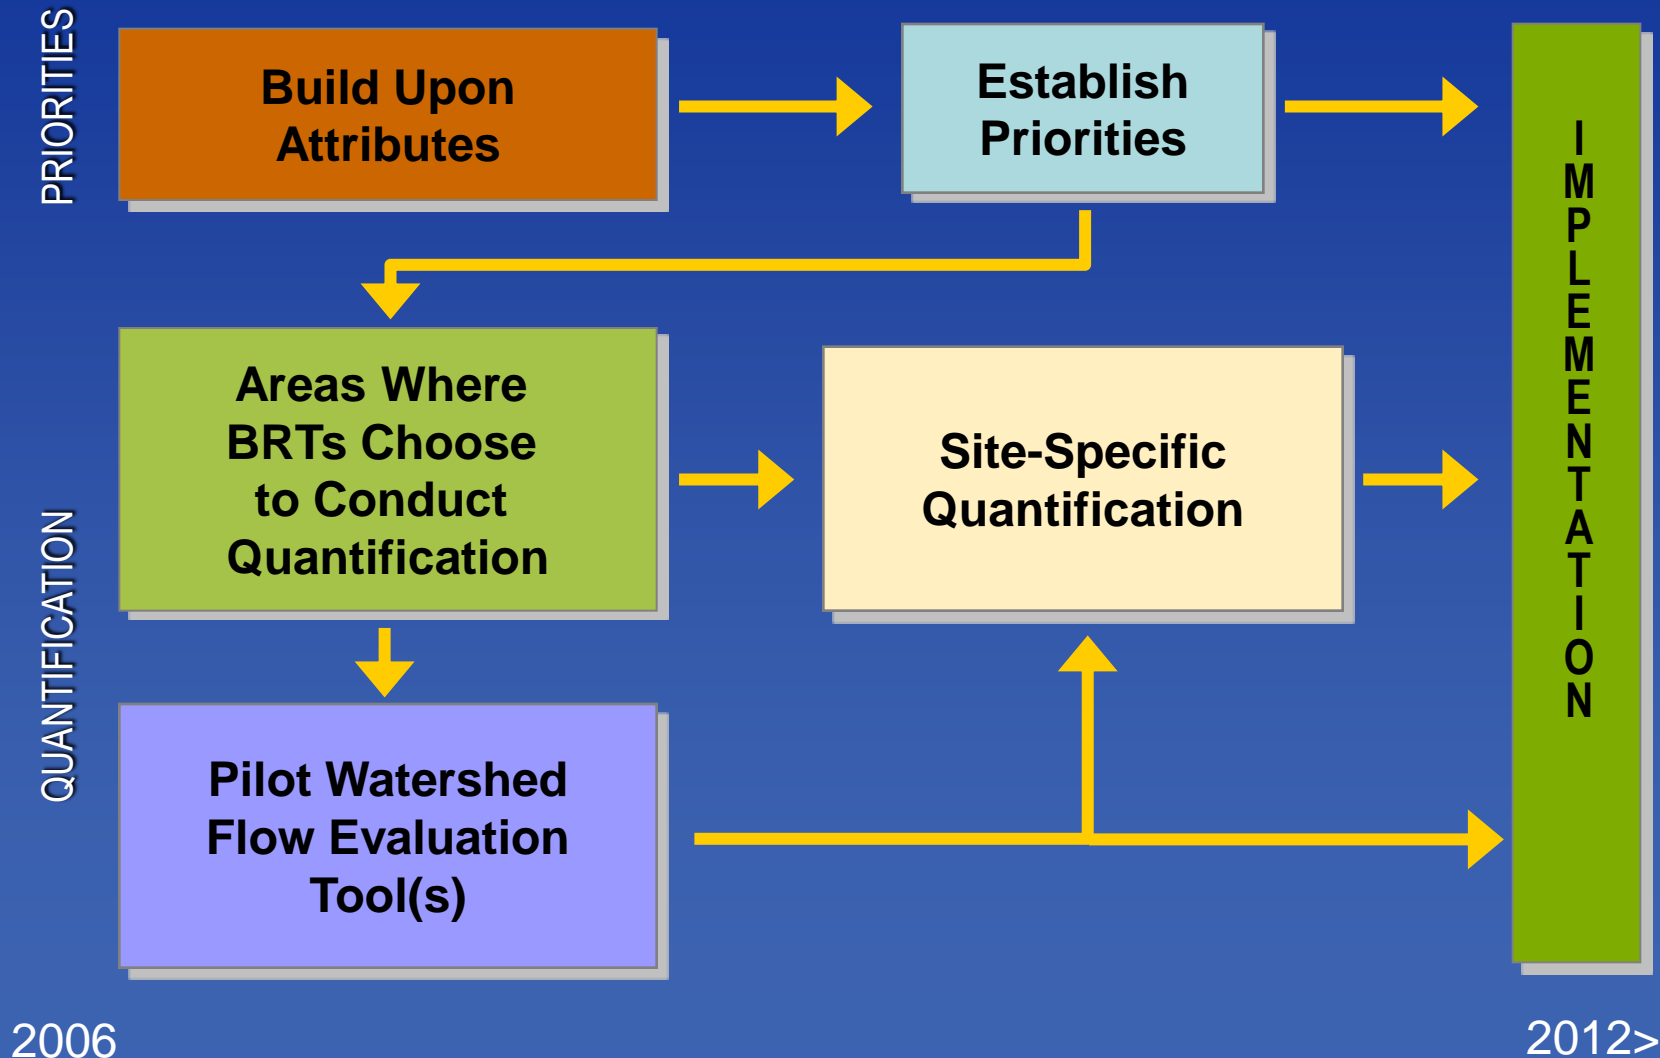 PRIORITIES
Build Upon
Attributes
Establish
Priorities
IMPLEMENTATION
QUANTIFICATION
Areas Where
BRTs Choose
to Conduct
Quantification
Site-Specific
Quantification
Pilot Watershed
Flow Evaluation
Tool(s)
2006
2012>